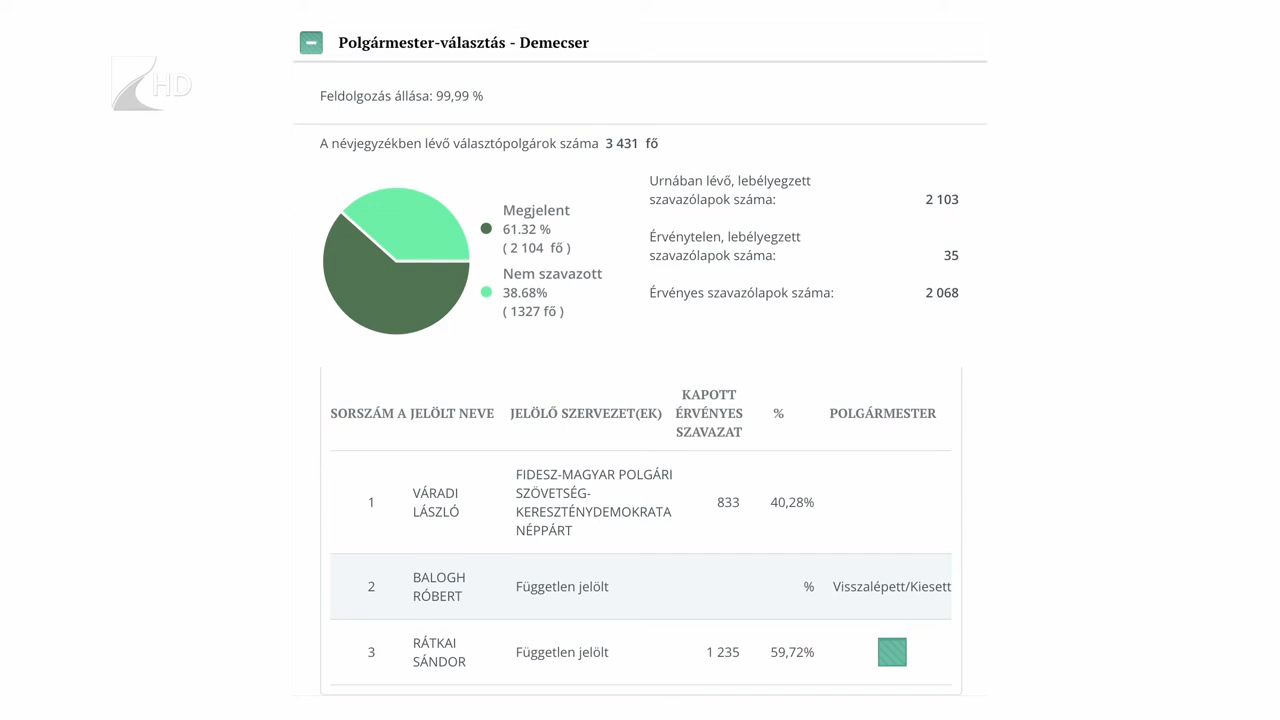 Polgármester-választás - Demecser
HD
Feldolgozás állása: 99,99 %
A névjegyzékben lévő választópolgárok száma 3 431 fő
Megjelent
61.32 %
( 2 104 fő )
Nem szavazott
38.68%
( 1327 fő )
Urnában lévő, lebélyegzett
szavazólapok száma: 2 103
Érvénytelen, lebélyegzett
szavazólapok száma: 35
Érvényes szavazólapok száma: 2 068
SORSZÁM A JELÖLT NEVE JELÖLŐ SZERVEZET(EK) KAPOTT ÉRVÉNYES SZAVAZAT % POLGÁRMESTER
1 VÁRADI LÁSZLÓ FIDESZ-MAGYAR POLGÁRI SZÖVETSÉG-KERESZTÉNYDEMOKRATA NÉPPÁRT 833 40,28%
2 BALOGH RÓBERT Független jelölt % Visszalépett/Kiesett
3 RÁTKAI SÁNDOR Független jelölt 1 235 59,72%